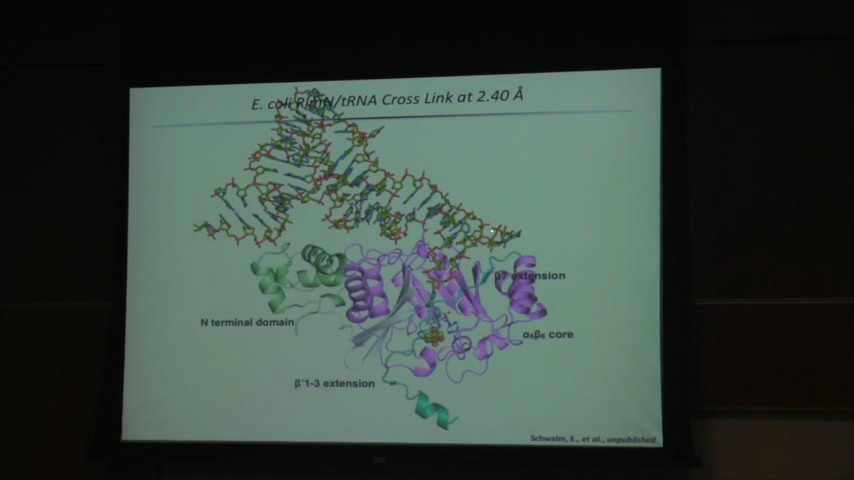 E. coli RlmN/tRNA Cross Link at 2.40 Å
β7 extension
N terminal domain
α₆β₆ core
β'1-3 extension
Schwalm, E., et al., unpublished